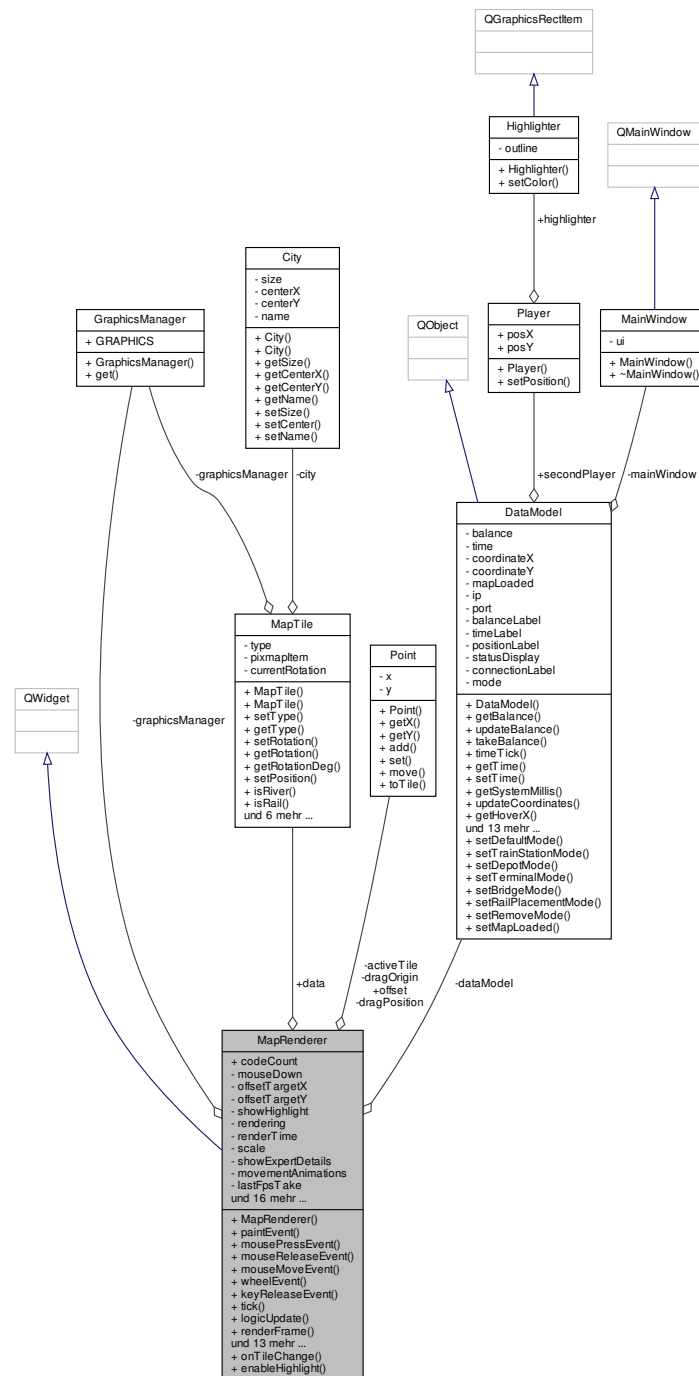 QGraphicsRectItem
Highlighter
- outline
+ Highlighter()
+ setColor()
QMainWindow
+highlighter
City
- size
- centerX
- centerY
- name
+ City()
+ City()
+ getSize()
+ getCenterX()
+ getCenterY()
+ getName()
+ setSize()
+ setCenter()
+ setName()
GraphicsManager
+ GRAPHICS
+ GraphicsManager()
+ get()
QObject
Player
+ posX
+ posY
+ Player()
+ setPosition()
MainWindow
- ui
+ MainWindow()
+ ~MainWindow()
-graphicsManager
-city
+secondPlayer
-mainWindow
DataModel
- balance
- time
- coordinateX
- coordinateY
- mapLoaded
- ip
- port
- balanceLabel
- timeLabel
- positionLabel
- statusDisplay
- connectionLabel
- mode
+ DataModel()
+ getBalance()
+ updateBalance()
+ takeBalance()
+ timeTick()
+ getTime()
+ setTime()
+ getSystemMillis()
+ updateCoordinates()
+ getHoverX()
und 13 mehr ...
+ setDefaultMode()
+ setTrainStationMode()
+ setDepotMode()
+ setTerminalMode()
+ setBridgeMode()
+ setRailPlacementMode()
+ setRemoveMode()
+ setMapLoaded()
MapTile
- type
- pixmapItem
- currentRotation
+ MapTile()
+ MapTile()
+ setType()
+ getType()
+ setRotation()
+ getRotation()
+ getRotationDeg()
+ setPosition()
+ isRiver()
+ isRail()
und 6 mehr ...
Point
- x
- y
+ Point()
+ getX()
+ getY()
+ add()
+ set()
+ move()
+ toTile()
QWidget
-graphicsManager
+data
-activeTile
-dragOrigin
+offset
-dragPosition
-dataModel
MapRenderer
+ codeCount
- mouseDown
- offsetTargetX
- offsetTargetY
- showHighlight
- rendering
- renderTime
- scale
- showExpertDetails
- movementAnimations
- lastFpsTake
und 16 mehr ...
+ MapRenderer()
+ paintEvent()
+ mousePressEvent()
+ mouseReleaseEvent()
+ mouseMoveEvent()
+ wheelEvent()
+ keyReleaseEvent()
+ tick()
+ logicUpdate()
+ renderFrame()
und 13 mehr ...
+ onTileChange()
+ enableHighlight()